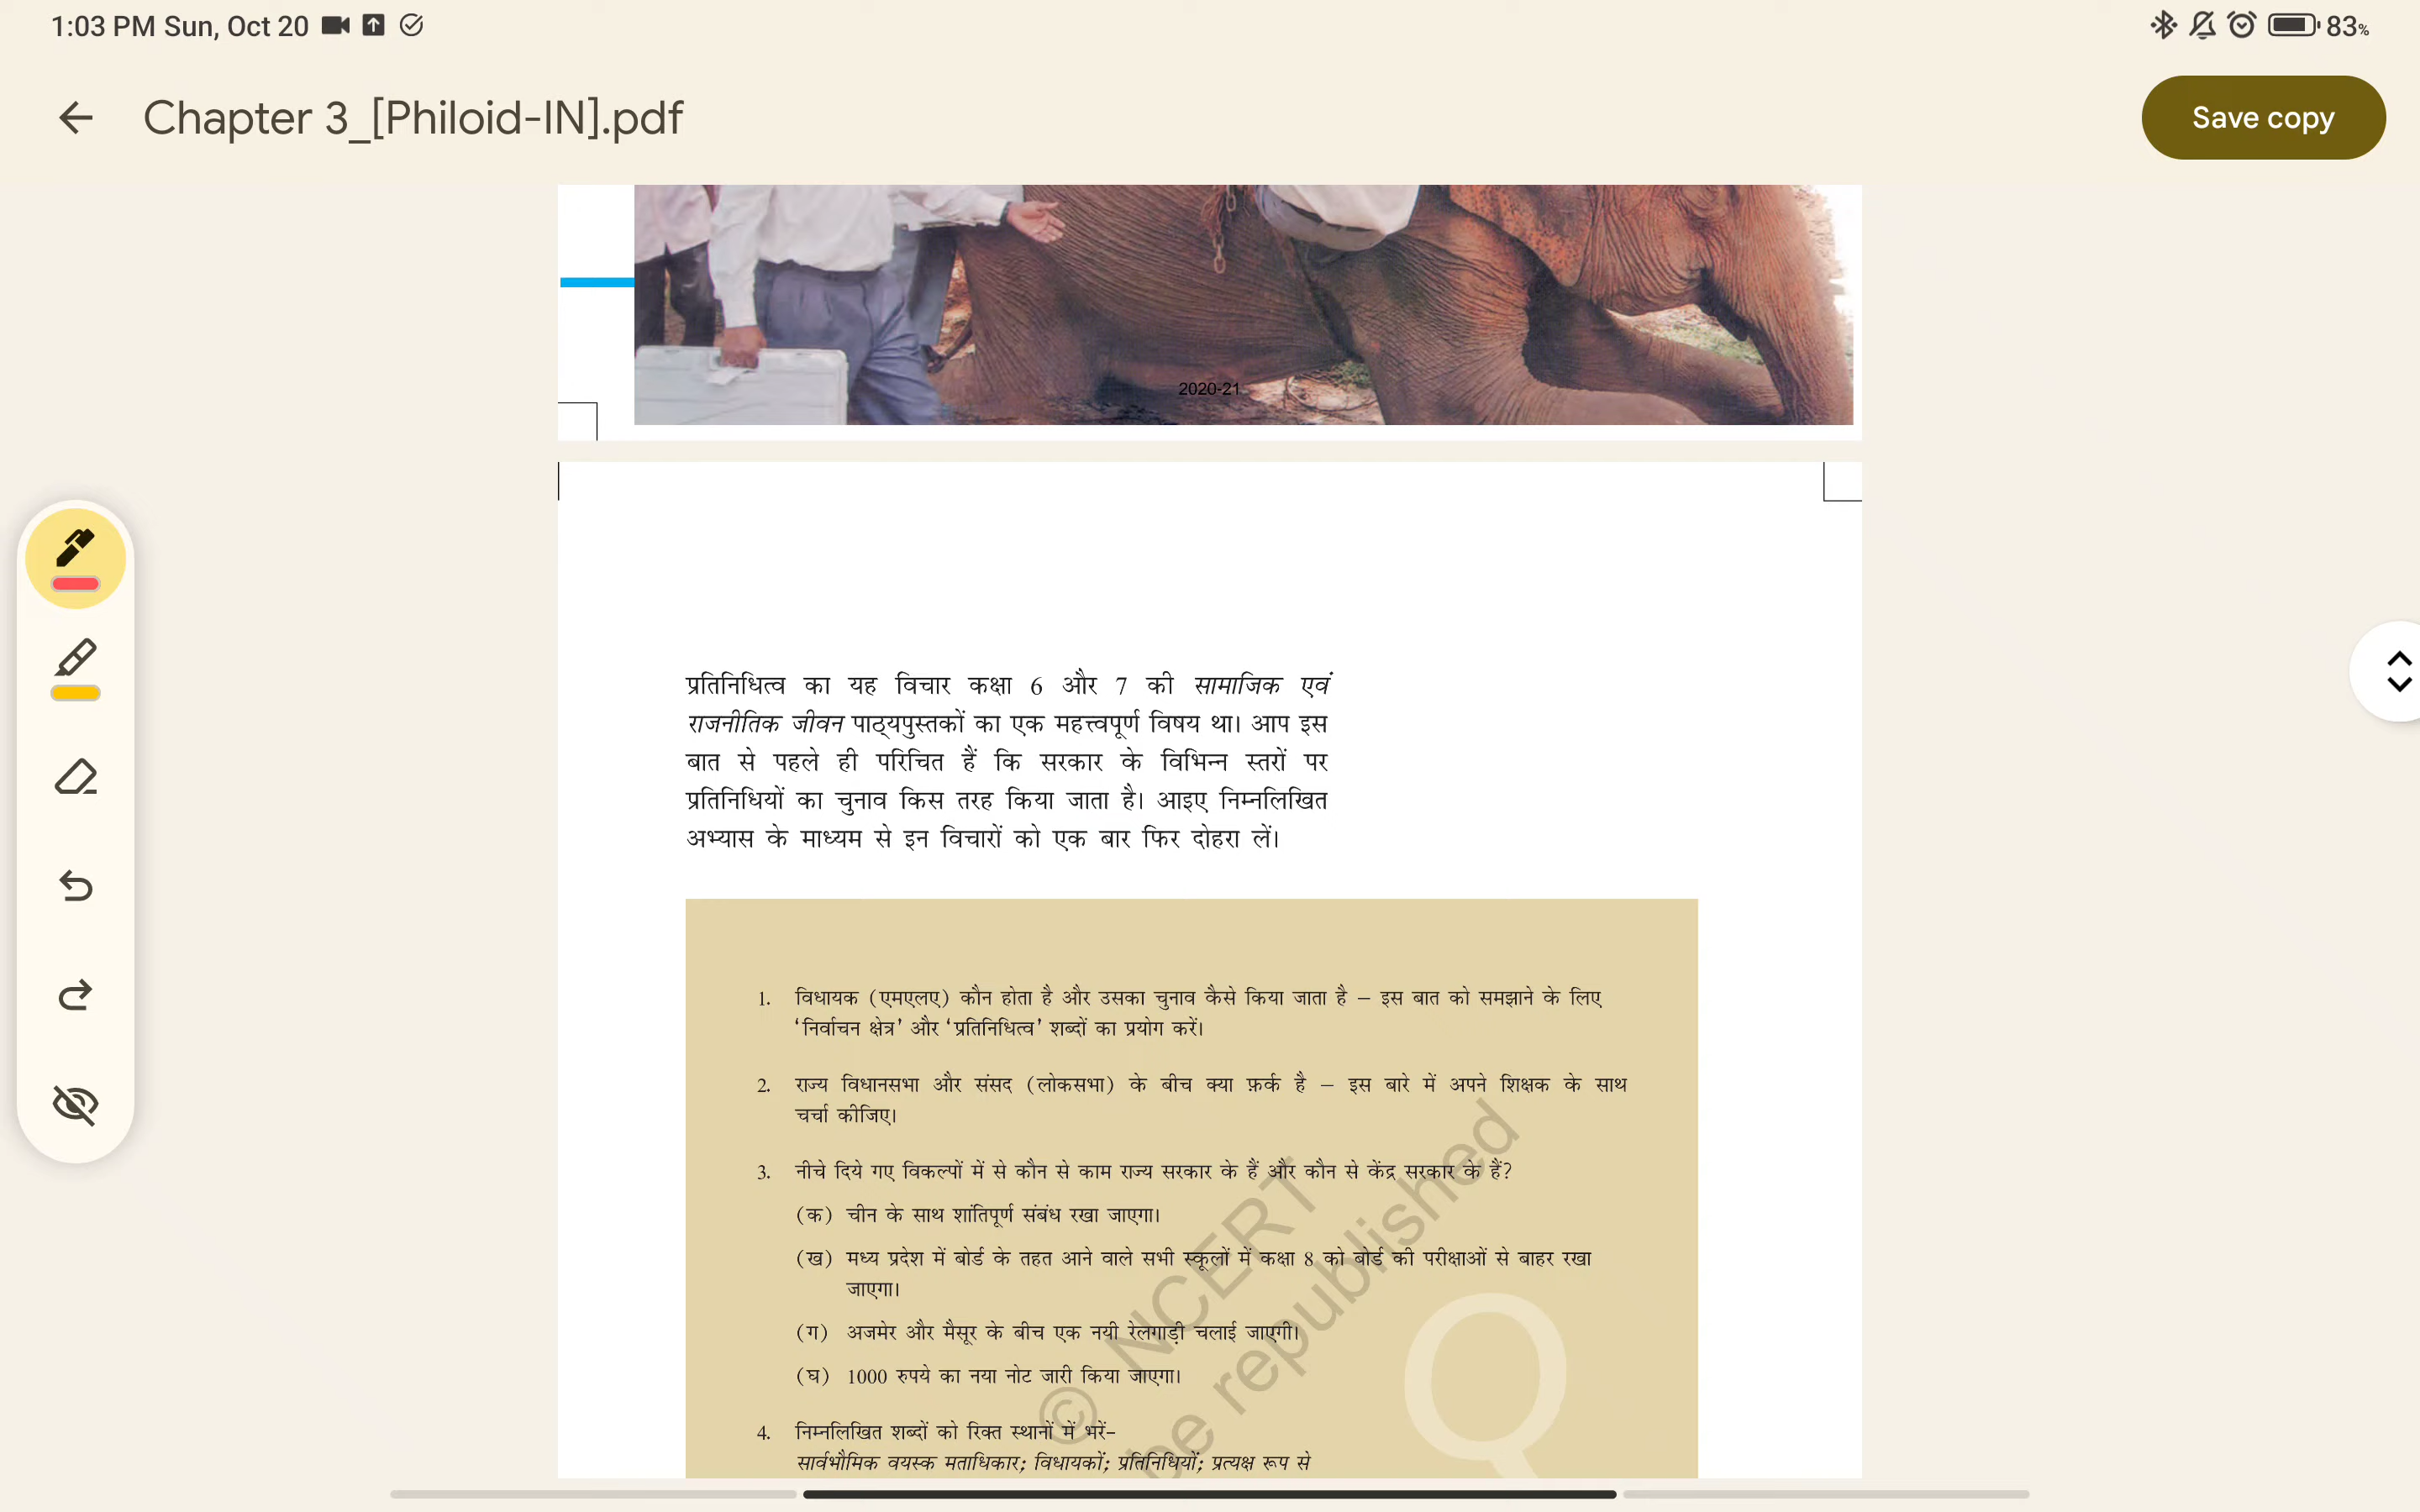 1:03 PM Sun, Oct 20
83%
Chapter 3_[Philoid-IN].pdf
Save copy
2020-21
प्रतिनिधित्व का यह विचार कक्षा 6 और 7 की सामाजिक एवं
राजनीतिक जीवन पाठ्यपुस्तकों का एक महत्त्वपूर्ण विषय था। आप इस
बात से पहले ही परिचित हैं कि सरकार के विभिन्न स्तरों पर
प्रतिनिधियों का चुनाव किस तरह किया जाता है। आइए निम्नलिखित
अभ्यास के माध्यम से इन विचारों को एक बार फिर दोहरा लें।
1. विधायक (एमएलए) कौन होता है और उसका चुनाव कैसे किया जाता है – इस बात को समझाने के लिए
‘निर्वाचन क्षेत्र’ और ‘प्रतिनिधित्व’ शब्दों का प्रयोग करें।
2. राज्य विधानसभा और संसद (लोकसभा) के बीच क्या फ़र्क है – इस बारे में अपने शिक्षक के साथ
चर्चा कीजिए।
3. नीचे दिये गए विकल्पों में से कौन से काम राज्य सरकार के हैं और कौन से केंद्र सरकार के हैं?
(क) चीन के साथ शांतिपूर्ण संबंध रखा जाएगा।
(ख) मध्य प्रदेश में बोर्ड के तहत आने वाले सभी स्कूलों में कक्षा 8 को बोर्ड की परीक्षाओं से बाहर रखा
जाएगा।
(ग) अजमेर और मैसूर के बीच एक नयी रेलगाड़ी चलाई जाएगी।
(घ) 1000 रुपये का नया नोट जारी किया जाएगा।
4. निम्नलिखित शब्दों को रिक्त स्थानों में भरें-
सार्वभौमिक वयस्क मताधिकार; विधायकों; प्रतिनिधियों; प्रत्यक्ष रूप से
© NCERT
be republished
Q